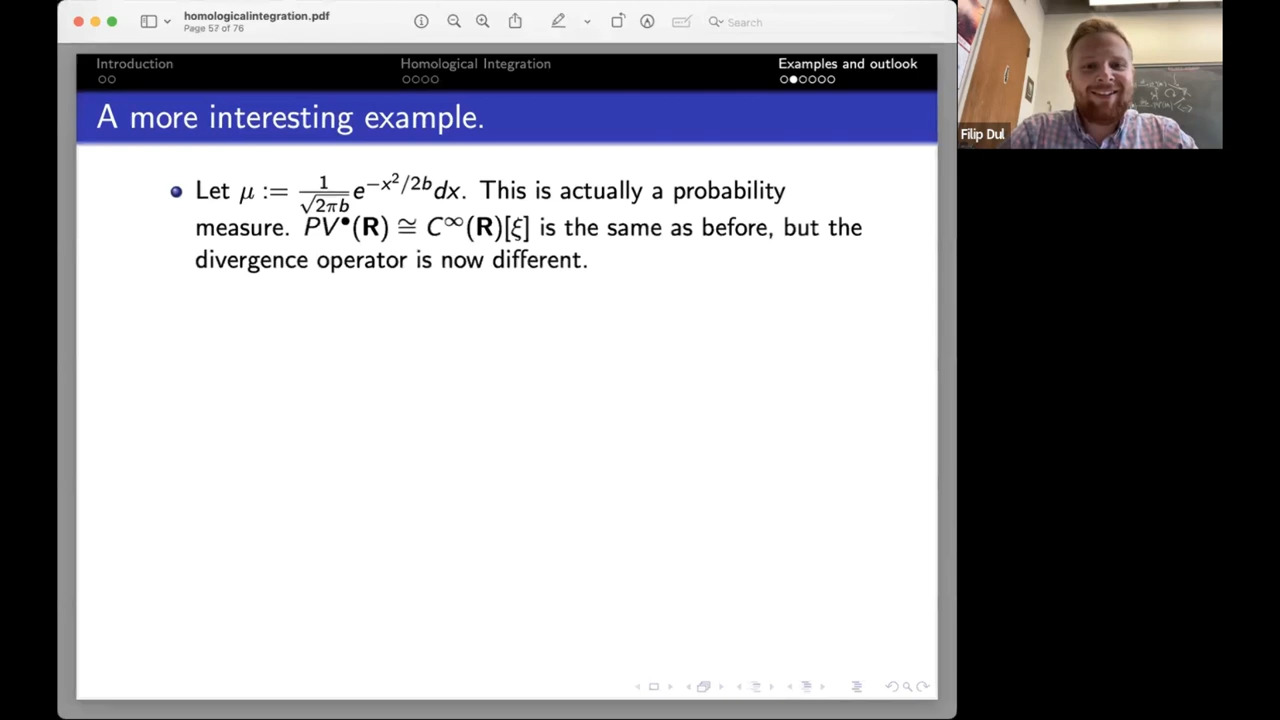 homologicalintegration.pdf
Page 57 of 76
Search
Introduction Homological Integration Examples and outlook
A more interesting example.
Let μ := 1/√2πb e^{−x²/2b}dx. This is actually a probability
measure. PV•(R) ≅ C∞(R)[ξ] is the same as before, but the
divergence operator is now different.
Filip Dul